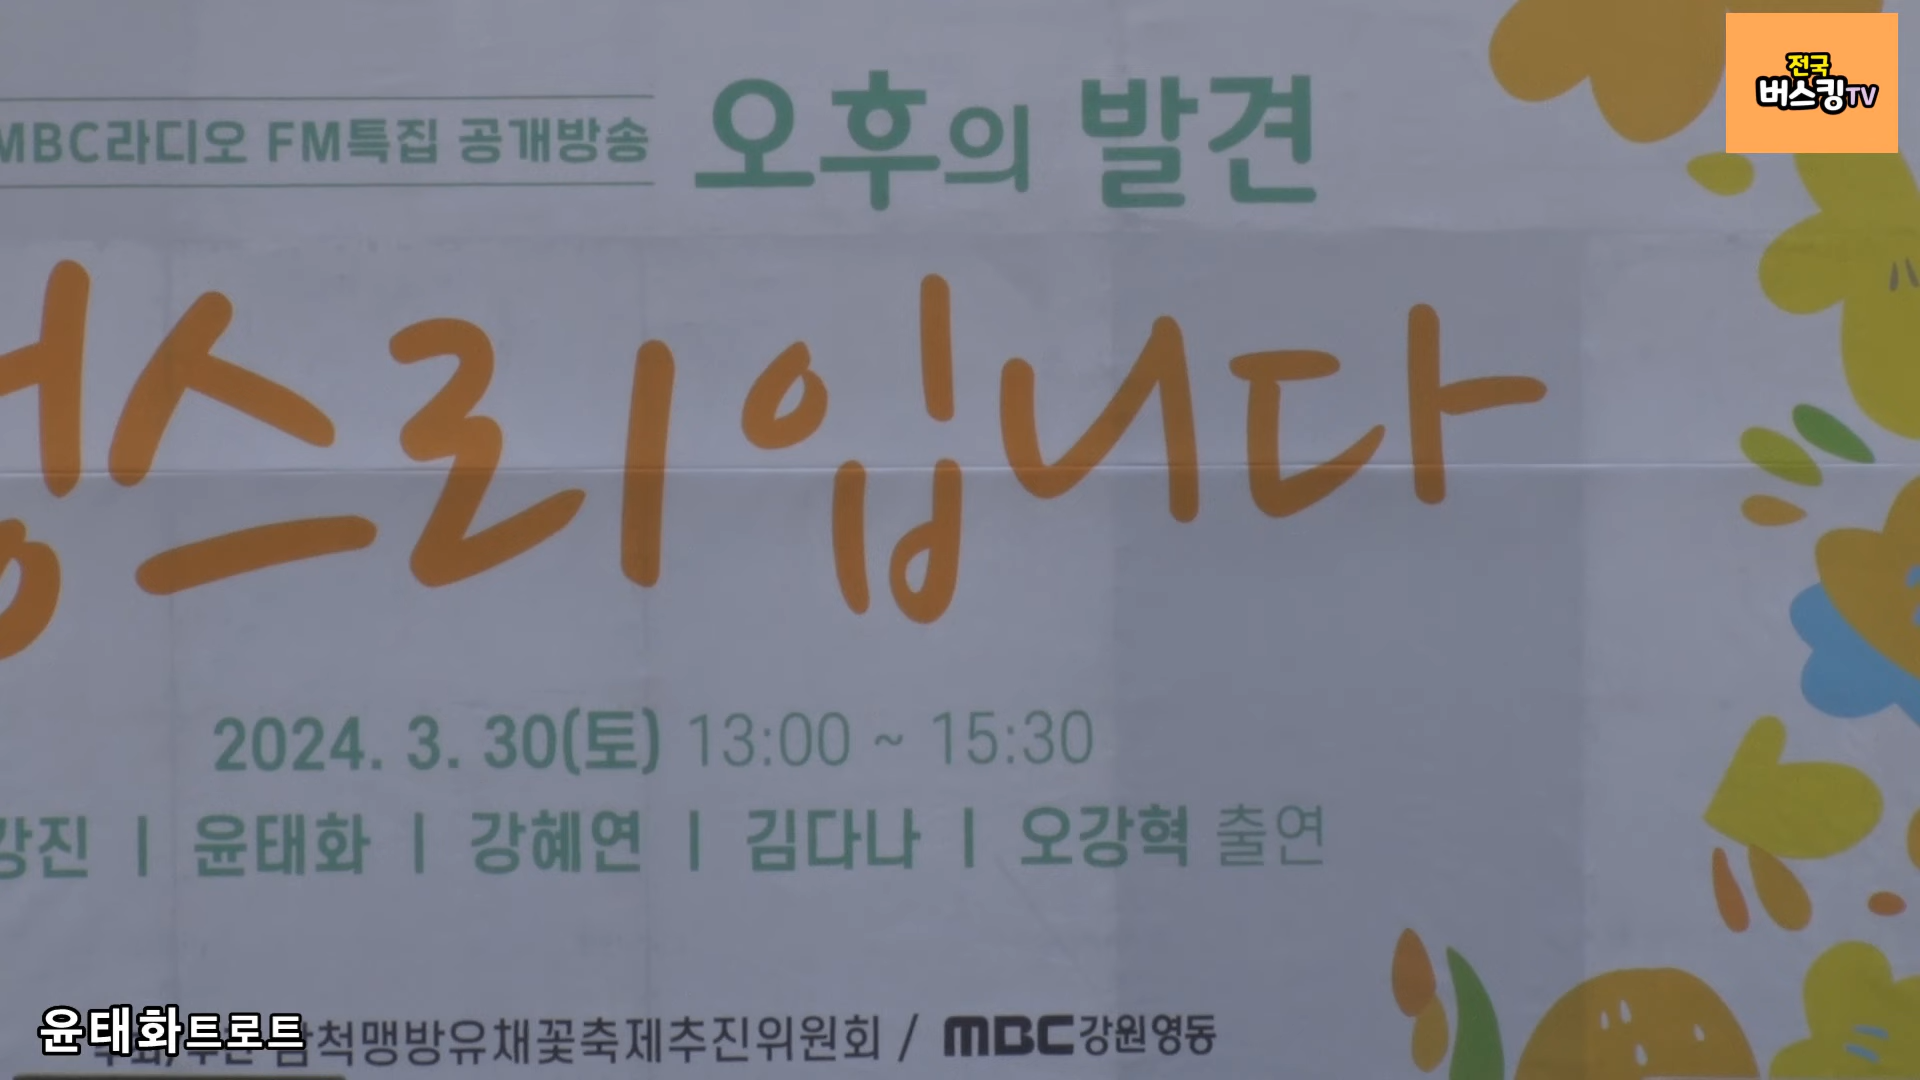 전국
버스킹TV
MBC라디오 FM특집 공개방송 오후의 발견
스리입니다
2024. 3. 30(토) 13:00 ~ 15:30
강진 | 윤태화 | 강혜연 | 김다나 | 오강혁 출연
삼척맹방유채꽃축제추진위원회 / MBC강원영동
윤태화트로트